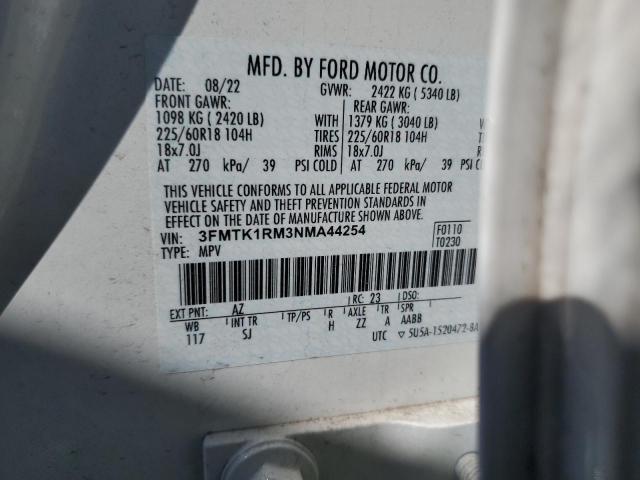 MFD. BY FORD MOTOR CO.
DATE: 08/22 GVWR: 2422 KG ( 5340 LB)
FRONT GAWR: REAR GAWR:
1098 KG ( 2420 LB) WITH 1379 KG ( 3040 LB)
225/60R18 104H TIRES 225/60R18 104H
18x7.0J RIMS 18x7.0J
AT 270 kPa/ 39 PSI COLD AT 270 kPa/ 39 PSI
THIS VEHICLE CONFORMS TO ALL APPLICABLE FEDERAL MOTOR
VEHICLE SAFETY AND THEFT PREVENTION STANDARDS IN
EFFECT ON THE DATE OF MANUFACTURE SHOWN ABOVE.
VIN: 3FMTK1RM3NMA44254 F0110
TYPE: MPV T0230
EXT PNT: AZ RC: 23 DSO:
WB INT TR TP/PS R AXLE TR SPR
117 SJ H ZZ A AABB
UTC ▽ 5U5A-1520472-BA